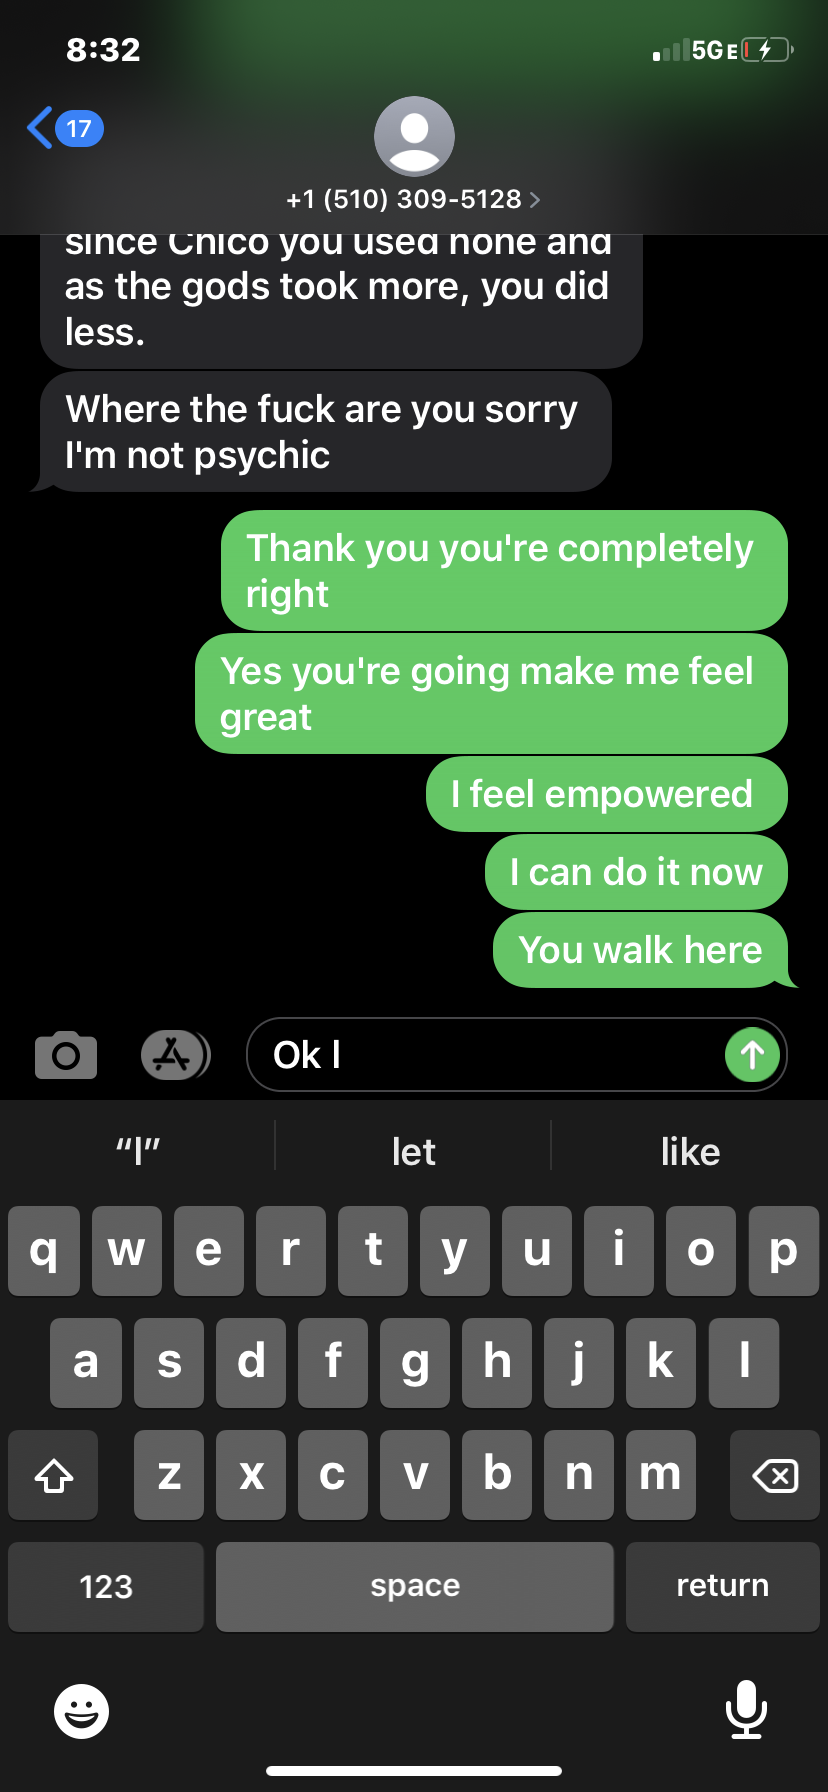 8:32
5GE
17
+1 (510) 309-5128
since Chico you used none and
as the gods took more, you did
less.
Where the fuck are you sorry
I'm not psychic
Thank you you're completely
right
Yes you're going make me feel
great
I feel empowered
I can do it now
You walk here
Ok l
“l”
let
like
q w e r t y u i o p
a s d f g h j k l
z x c v b n m
123
space
return